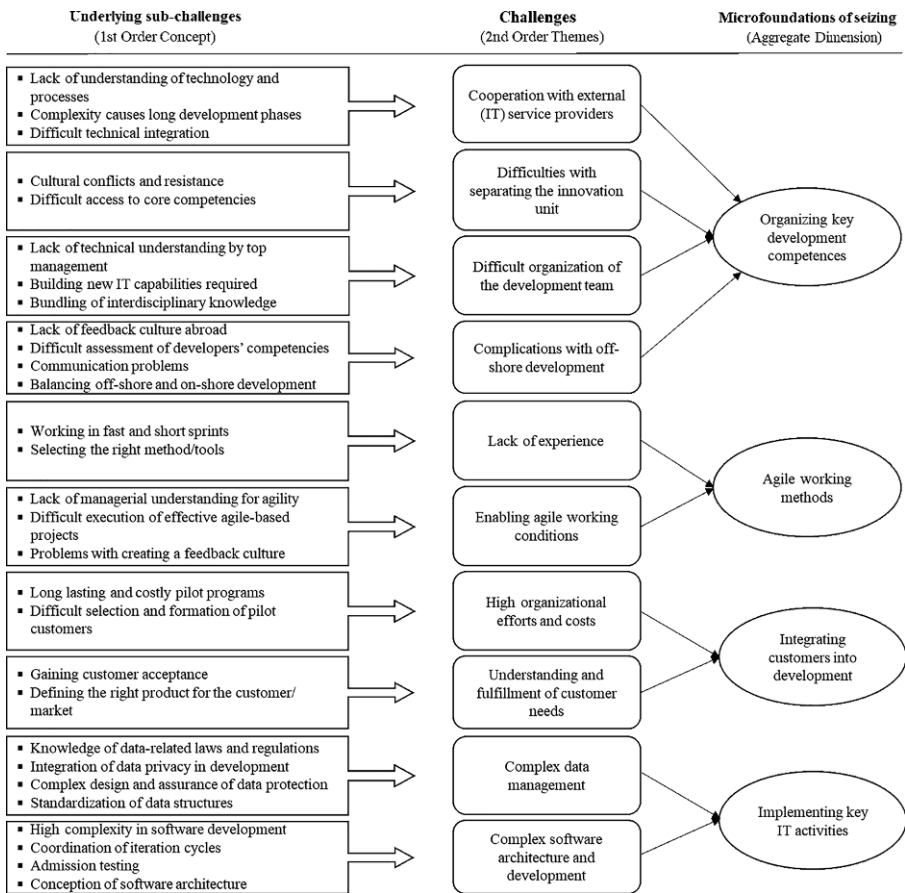 Underlying sub-challenges
(1st Order Concept)
Challenges
(2nd Order Themes)
Microfoundations of seizing
(Aggregate Dimension)
▪ Lack of understanding of technology and
processes
▪ Complexity causes long development phases
▪ Difficult technical integration
Cooperation with external
(IT) service providers
▪ Cultural conflicts and resistance
▪ Difficult access to core competencies
Difficulties with
separating the innovation
unit
▪ Lack of technical understanding by top
management
▪ Building new IT capabilities required
▪ Bundling of interdisciplinary knowledge
Difficult organization of
the development team
▪ Lack of feedback culture abroad
▪ Difficult assessment of developers' competencies
▪ Communication problems
▪ Balancing off-shore and on-shore development
Complications with off-
shore development
Organizing key
development
competences
▪ Working in fast and short sprints
▪ Selecting the right method/tools
Lack of experience
▪ Lack of managerial understanding for agility
▪ Difficult execution of effective agile-based
projects
▪ Problems with creating a feedback culture
Enabling agile working
conditions
Agile working
methods
▪ Long lasting and costly pilot programs
▪ Difficult selection and formation of pilot
customers
High organizational
efforts and costs
▪ Gaining customer acceptance
▪ Defining the right product for the customer/
market
Understanding and
fulfillment of customer
needs
Integrating
customers into
development
▪ Knowledge of data-related laws and regulations
▪ Integration of data privacy in development
▪ Complex design and assurance of data protection
▪ Standardization of data structures
Complex data
management
▪ High complexity in software development
▪ Coordination of iteration cycles
▪ Admission testing
▪ Conception of software architecture
Complex software
architecture and
development
Implementing key
IT activities